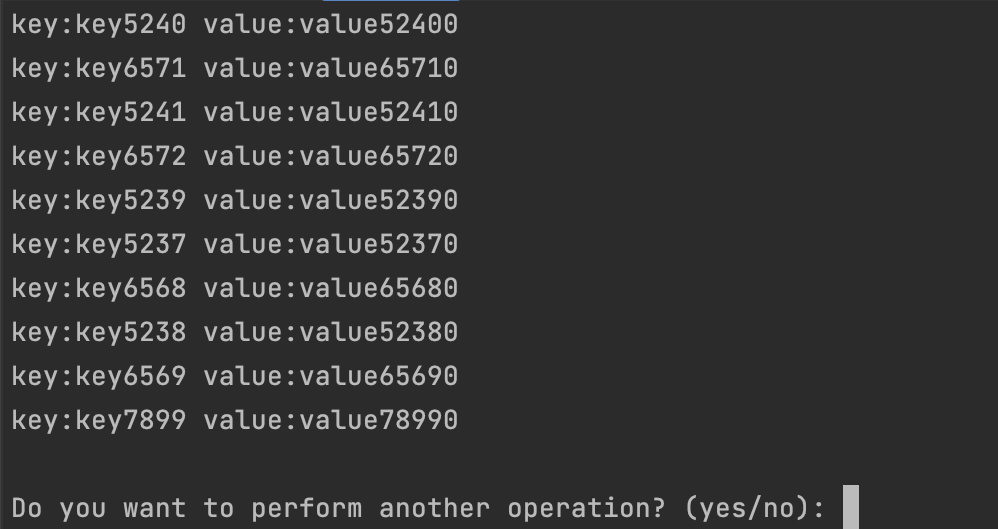 key:key5240 value:value52400
key:key6571 value:value65710
key:key5241 value:value52410
key:key6572 value:value65720
key:key5239 value:value52390
key:key5237 value:value52370
key:key6568 value:value65680
key:key5238 value:value52380
key:key6569 value:value65690
key:key7899 value:value78990
Do you want to perform another operation? (yes/no):